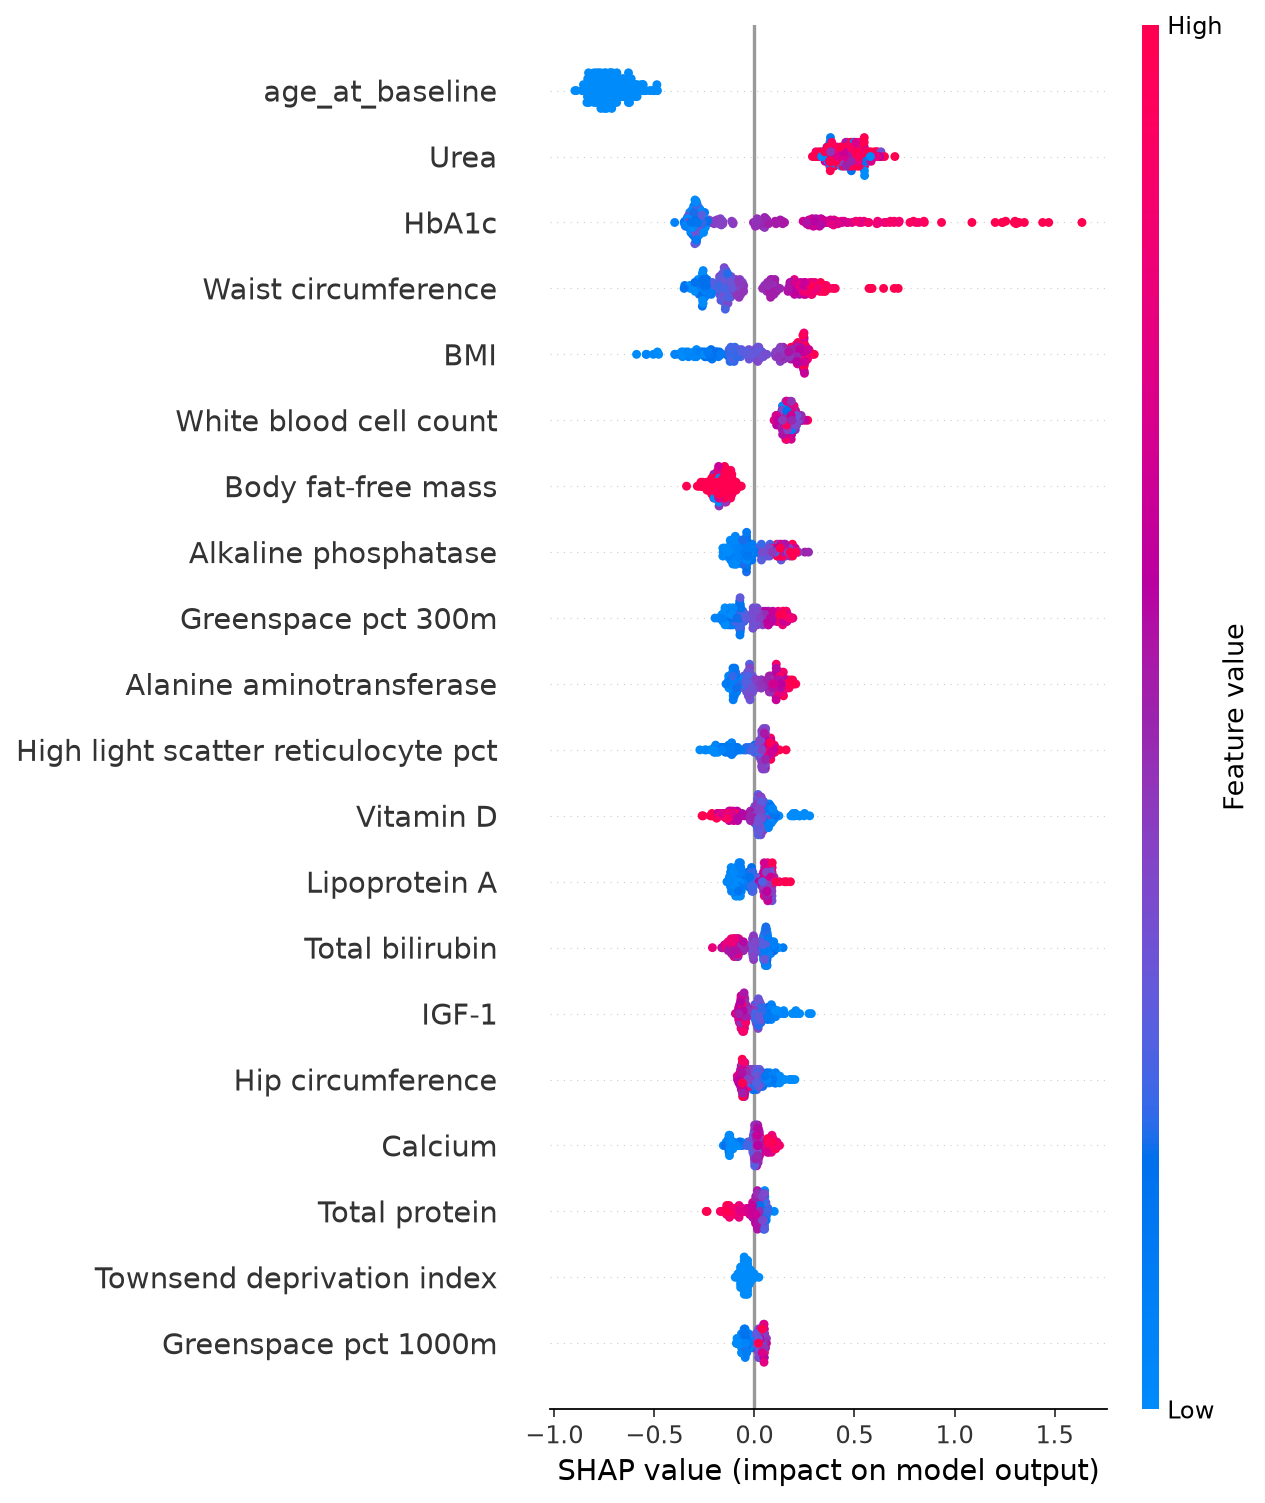 High
age_at_baseline
Urea
HbA1c
Waist circumference
BMI
White blood cell count
Body fat-free mass
Alkaline phosphatase
Greenspace pct 300m
Alanine aminotransferase
High light scatter reticulocyte pct
Vitamin D
Lipoprotein A
Total bilirubin
IGF-1
Hip circumference
Calcium
Total protein
Townsend deprivation index
Greenspace pct 1000m
Feature value
Low
−1.0 −0.5 0.0 0.5 1.0 1.5
SHAP value (impact on model output)